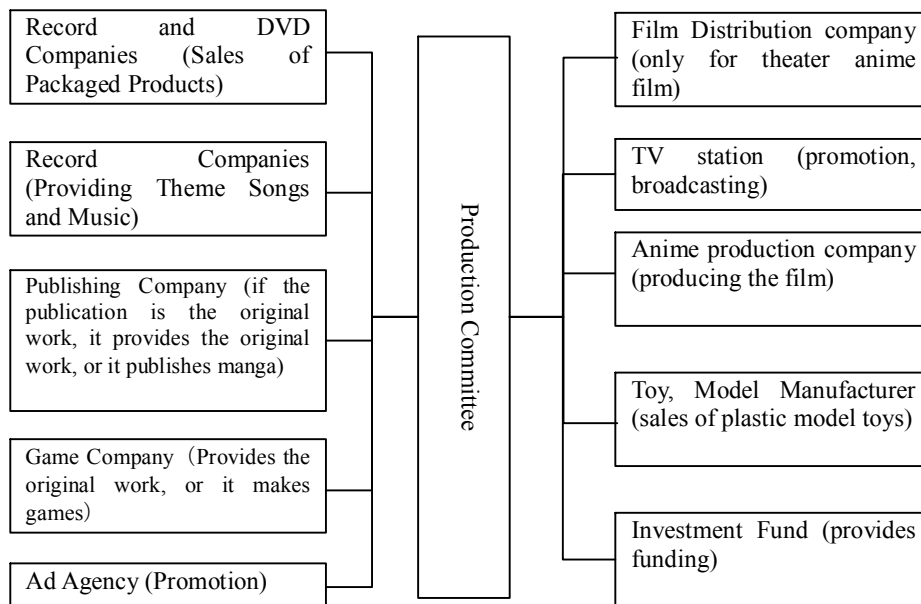 Record and DVD
Companies (Sales of
Packaged Products)
Record Companies
(Providing Theme Songs
and Music)
Publishing Company (if the
publication is the original
work, it provides the original
work, or it publishes manga)
Game Company（Provides the
original work, or it makes
games）
Ad Agency (Promotion)
Production Committee
Film Distribution company
(only for theater anime
film)
TV station (promotion,
broadcasting)
Anime production company
(producing the film)
Toy, Model Manufacturer
(sales of plastic model toys)
Investment Fund (provides
funding)